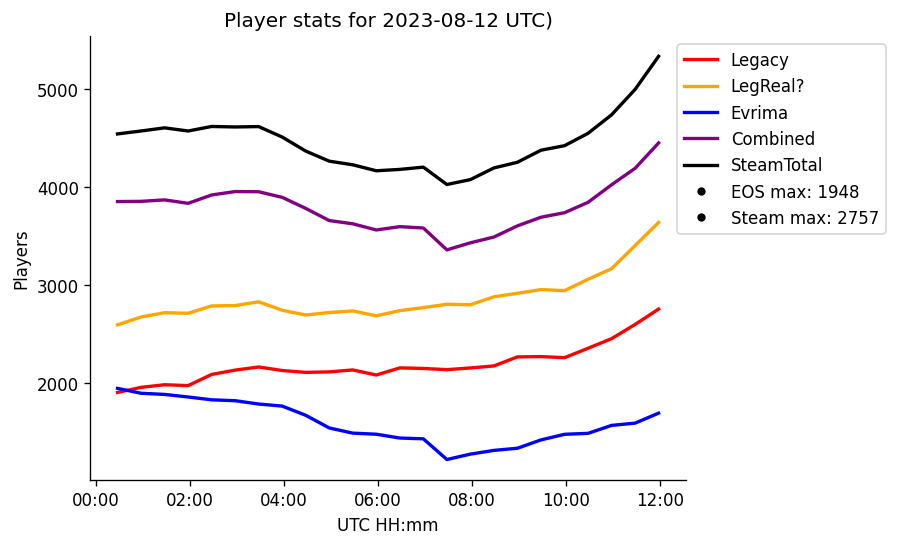 Player stats for 2023-08-12 UTC)
5000
4000
3000
2000
Players
00:00 02:00 04:00 06:00 08:00 10:00 12:00
UTC HH:mm
Legacy
LegReal?
Evrima
Combined
SteamTotal
EOS max: 1948
Steam max: 2757